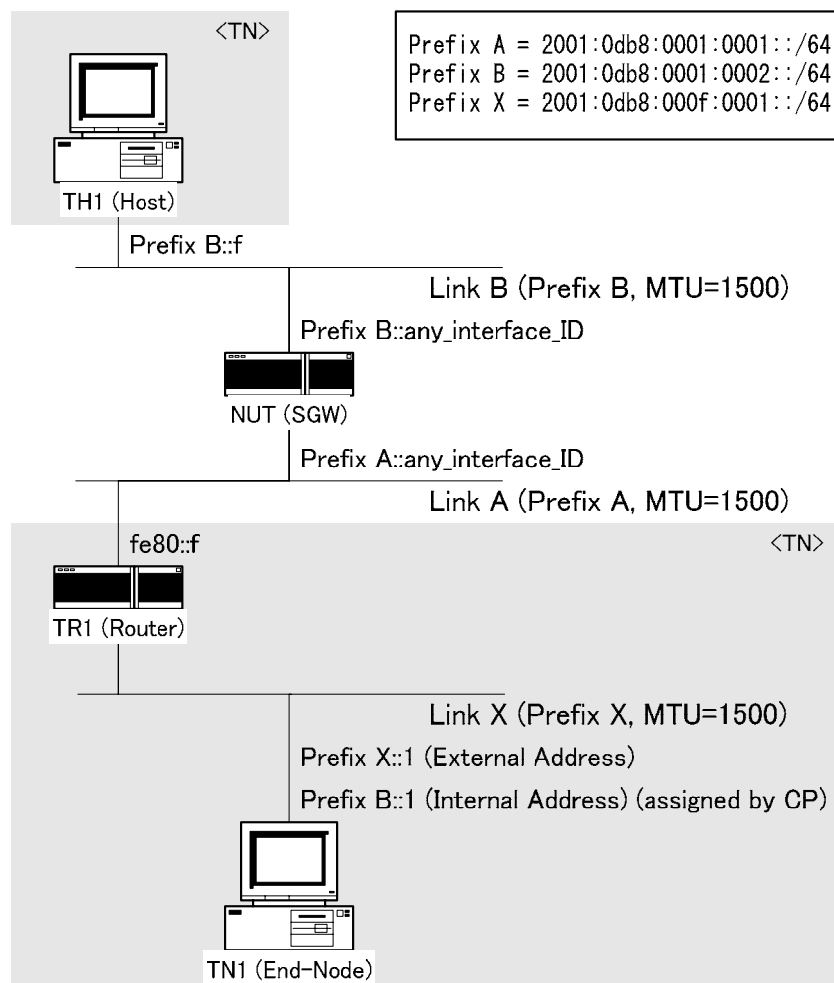 <TN>
Prefix A = 2001:0db8:0001:0001::/64
Prefix B = 2001:0db8:0001:0002::/64
Prefix X = 2001:0db8:000f:0001::/64
TH1 (Host)
Prefix B::f
Link B (Prefix B, MTU=1500)
Prefix B::any_interface_ID
NUT (SGW)
Prefix A::any_interface_ID
Link A (Prefix A, MTU=1500)
fe80::f
<TN>
TR1 (Router)
Link X (Prefix X, MTU=1500)
Prefix X::1 (External Address)
Prefix B::1 (Internal Address) (assigned by CP)
TN1 (End-Node)